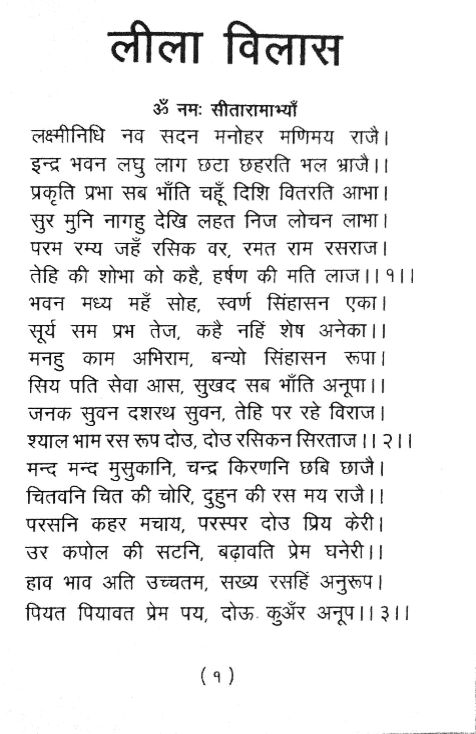 लीला विलास
ॐ नमः सीतारामाभ्याँ
लक्ष्मीनिधि नव सदन मनोहर मणिमय राजै।
इन्द्र भवन लघु लाग छटा छहरति भल भ्राजै।।
प्रकृति प्रभा सब भाँति चहूँ दिशि वितरति आभा।
सुर मुनि नागहु देखि लहत निज लोचन लाभा।
परम रम्य जहँ रसिक वर, रमत राम रसराज।
तेहि की शोभा को कहै, हर्षण की मति लाज।।१।।
भवन मध्य महँ सोह, स्वर्ण सिंहासन एका।
सूर्य सम प्रभ तेज, कहै नहिं शेष अनेका।।
मनहु काम अभिराम, बन्यो सिंहासन रूपा।
सिय पति सेवा आस, सुखद सब भाँति अनूपा।।
जनक सुवन दशरथ सुवन, तेहि पर रहे विराज।
श्याल भाम रस रूप दोउ, दोउ रसिकन सिरताज।।२।।
मन्द मन्द मुसुकानि, चन्द्र किरणनि छबि छाजै।
चितवनि चित की चोरि, दुहुन की रस मय राजै।।
परसनि कहर मचाय, परस्पर दोउ प्रिय केरी।
उर कपोल की सटनि, बढ़ावति प्रेम घनेरी।।
हाव भाव अति उच्चतम, सख्य रसहिं अनुरूप।
पियत पियावत प्रेम पय, दोऊ कुअँर अनूप।।३।।
(१)